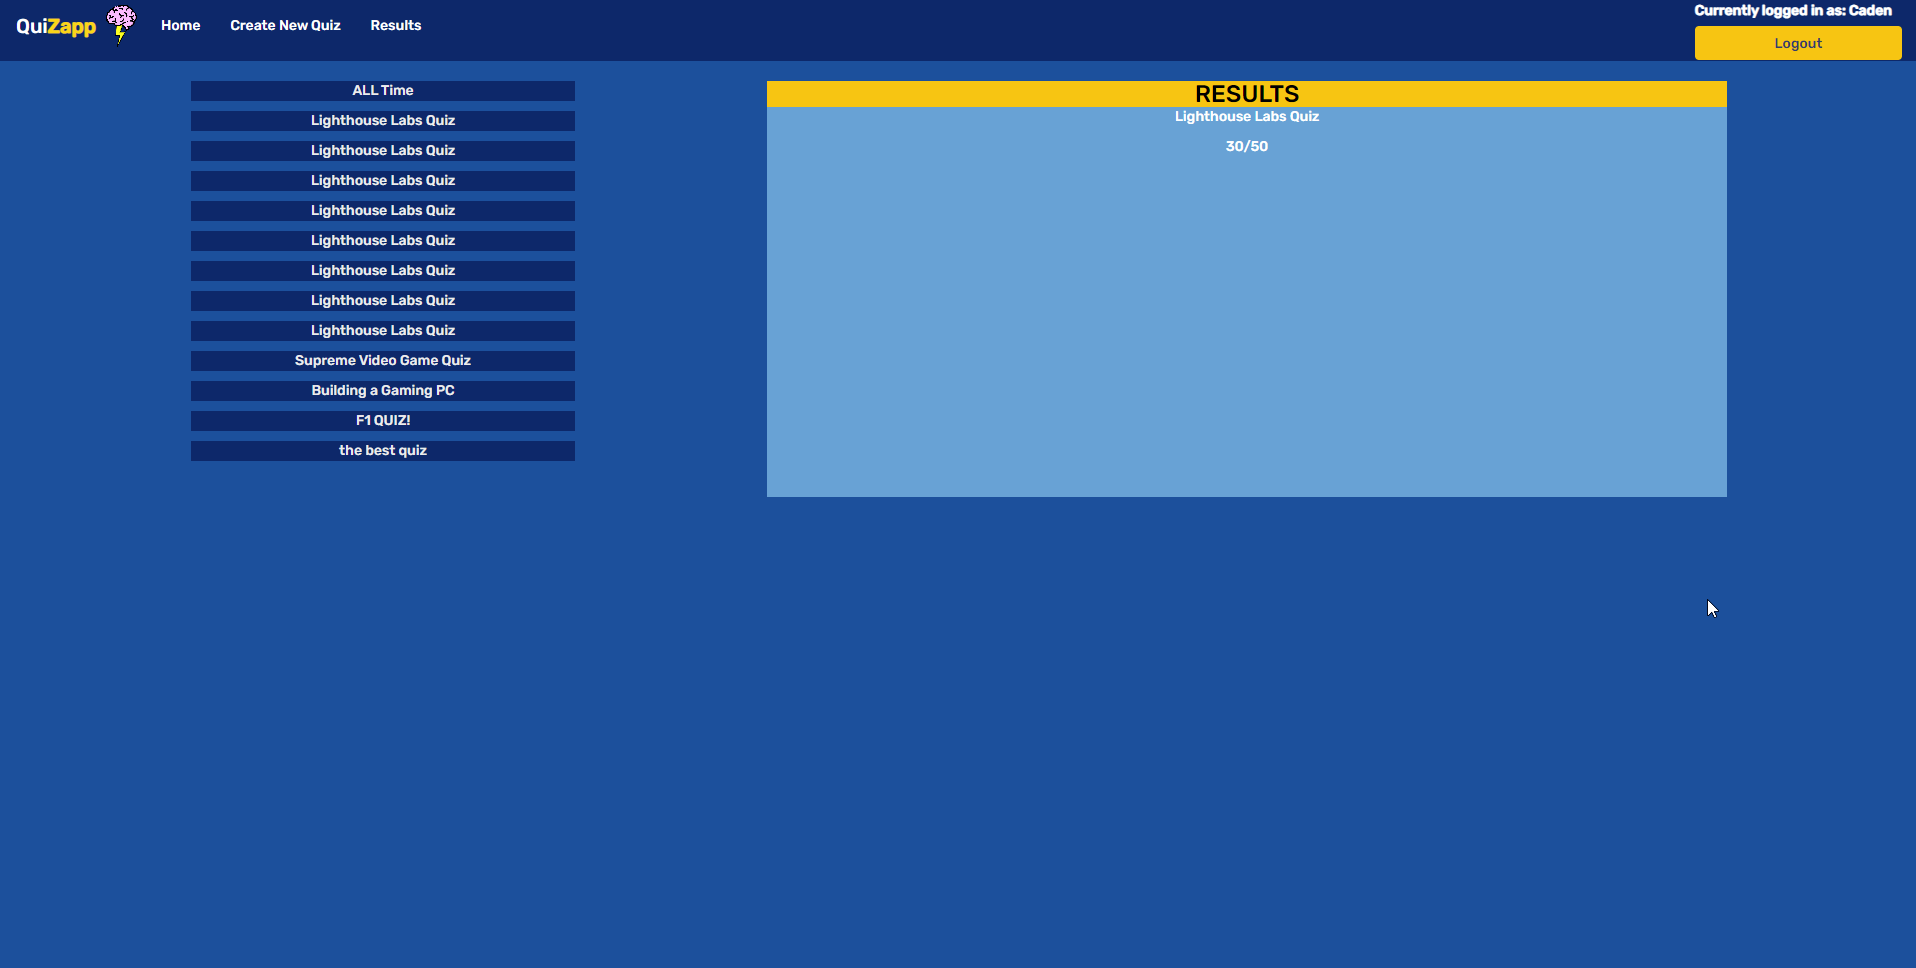 QuiZapp
Home
Create New Quiz
Results
Currently logged in as: Caden
Logout
ALL Time
Lighthouse Labs Quiz
Lighthouse Labs Quiz
Lighthouse Labs Quiz
Lighthouse Labs Quiz
Lighthouse Labs Quiz
Lighthouse Labs Quiz
Lighthouse Labs Quiz
Lighthouse Labs Quiz
Supreme Video Game Quiz
Building a Gaming PC
F1 QUIZ!
the best quiz
RESULTS
Lighthouse Labs Quiz
30/50